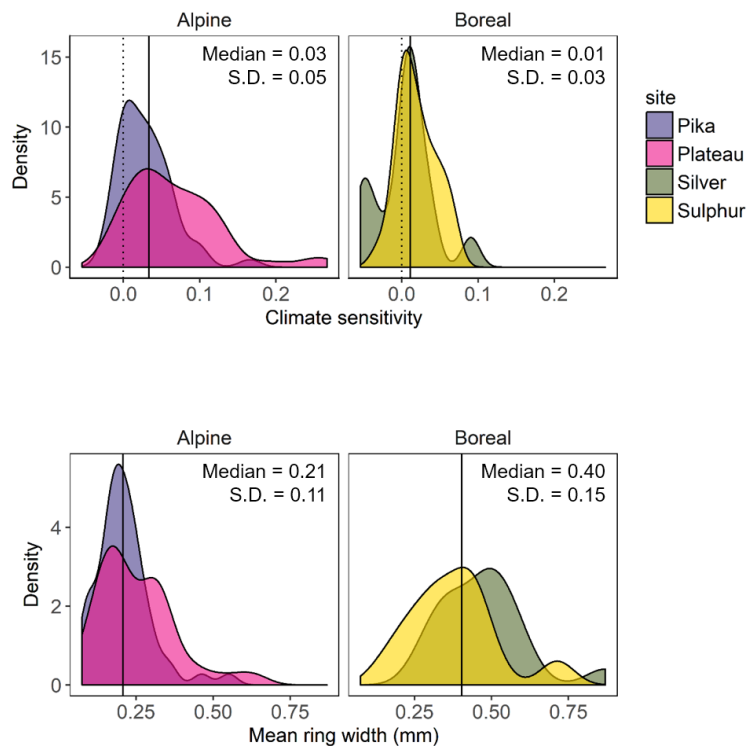 Alpine
Boreal
Median = 0.03
S.D. = 0.05
Median = 0.01
S.D. = 0.03
15
10
5
0
Density
0.0 0.1 0.2
0.0 0.1 0.2
Climate sensitivity
site
Pika
Plateau
Silver
Sulphur
Alpine
Boreal
Median = 0.21
S.D. = 0.11
Median = 0.40
S.D. = 0.15
4
2
0
Density
0.25 0.50 0.75
0.25 0.50 0.75
Mean ring width (mm)